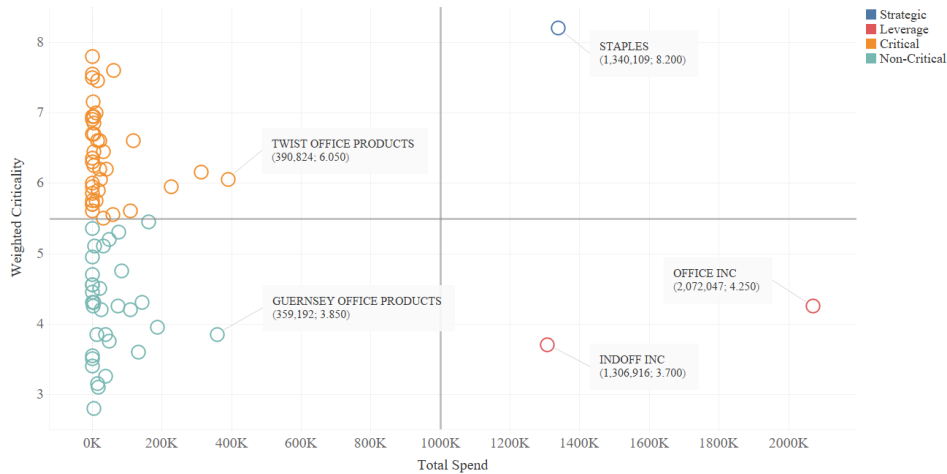 Strategic
Leverage
Critical
Non-Critical
STAPLES
(1,340,109; 8.200)
TWIST OFFICE PRODUCTS
(390,824; 6.050)
OFFICE INC
(2,072,047; 4.250)
GUERNSEY OFFICE PRODUCTS
(359,192; 3.850)
INDOFF INC
(1,306,916; 3.700)
Weighted Criticality
8
7
6
5
4
3
0K 200K 400K 600K 800K 1000K 1200K 1400K 1600K 1800K 2000K
Total Spend